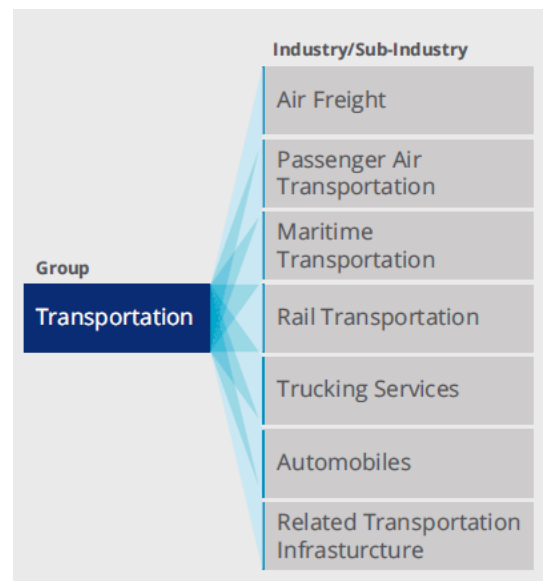 Industry/Sub-Industry
Air Freight
Passenger Air
Transportation
Maritime
Transportation
Group
Transportation
Rail Transportation
Trucking Services
Automobiles
Related Transportation
Infrasturcture